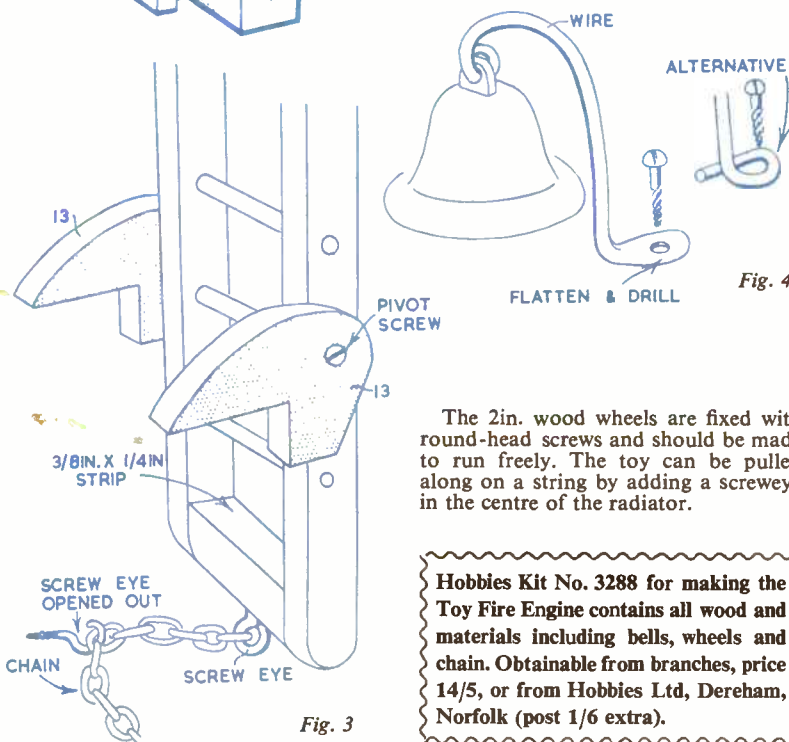 WIRE
ALTERNATIVE
13
PIVOT
SCREW
FLATTEN & DRILL
Fig. 4
13
3/8IN. X 1/4IN
STRIP
SCREW EYE
OPENED OUT
CHAIN
SCREW EYE
Fig. 3
The 2in. wood wheels are fixed wit
round-head screws and should be mad
to run freely. The toy can be pulle
along on a string by adding a screwey
in the centre of the radiator.
Hobbies Kit No. 3288 for making the
Toy Fire Engine contains all wood and
materials including bells, wheels and
chain. Obtainable from branches, price
14/5, or from Hobbies Ltd, Dereham,
Norfolk (post 1/6 extra).